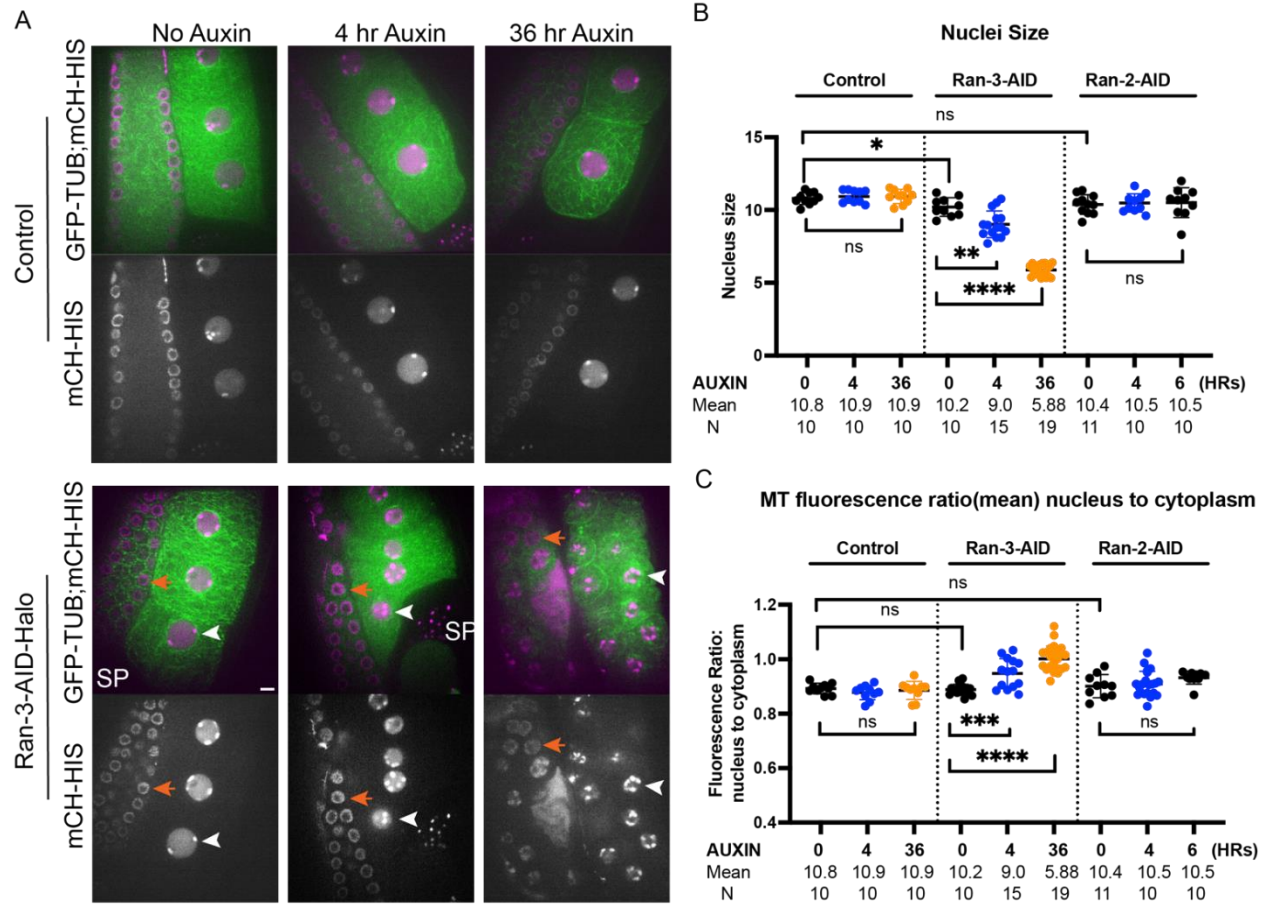 A
No Auxin 4 hr Auxin 36 hr Auxin
Control
GFP-TUB;mCH-HIS
mCH-HIS
Ran-3-AID-Halo
GFP-TUB;mCH-HIS
SP
SP
mCH-HIS
B
Nuclei Size
Control Ran-3-AID Ran-2-AID
ns
*
ns
**
****
ns
Nucleus size
15
10
5
0
AUXIN 0 4 36 0 4 36 0 4 6 (HRs)
Mean 10.8 10.9 10.9 10.2 9.0 5.88 10.4 10.5 10.5
N 10 10 10 10 15 19 11 10 10
C
MT fluorescence ratio(mean) nucleus to cytoplasm
Control Ran-3-AID Ran-2-AID
ns
ns
ns
***
****
ns
Fluorescence Ratio:
nucleus to cytoplasm
1.2
1.0
0.8
0.6
0.4
AUXIN 0 4 36 0 4 36 0 4 6 (HRs)
Mean 10.8 10.9 10.9 10.2 9.0 5.88 10.4 10.5 10.5
N 10 10 10 10 15 19 11 10 10